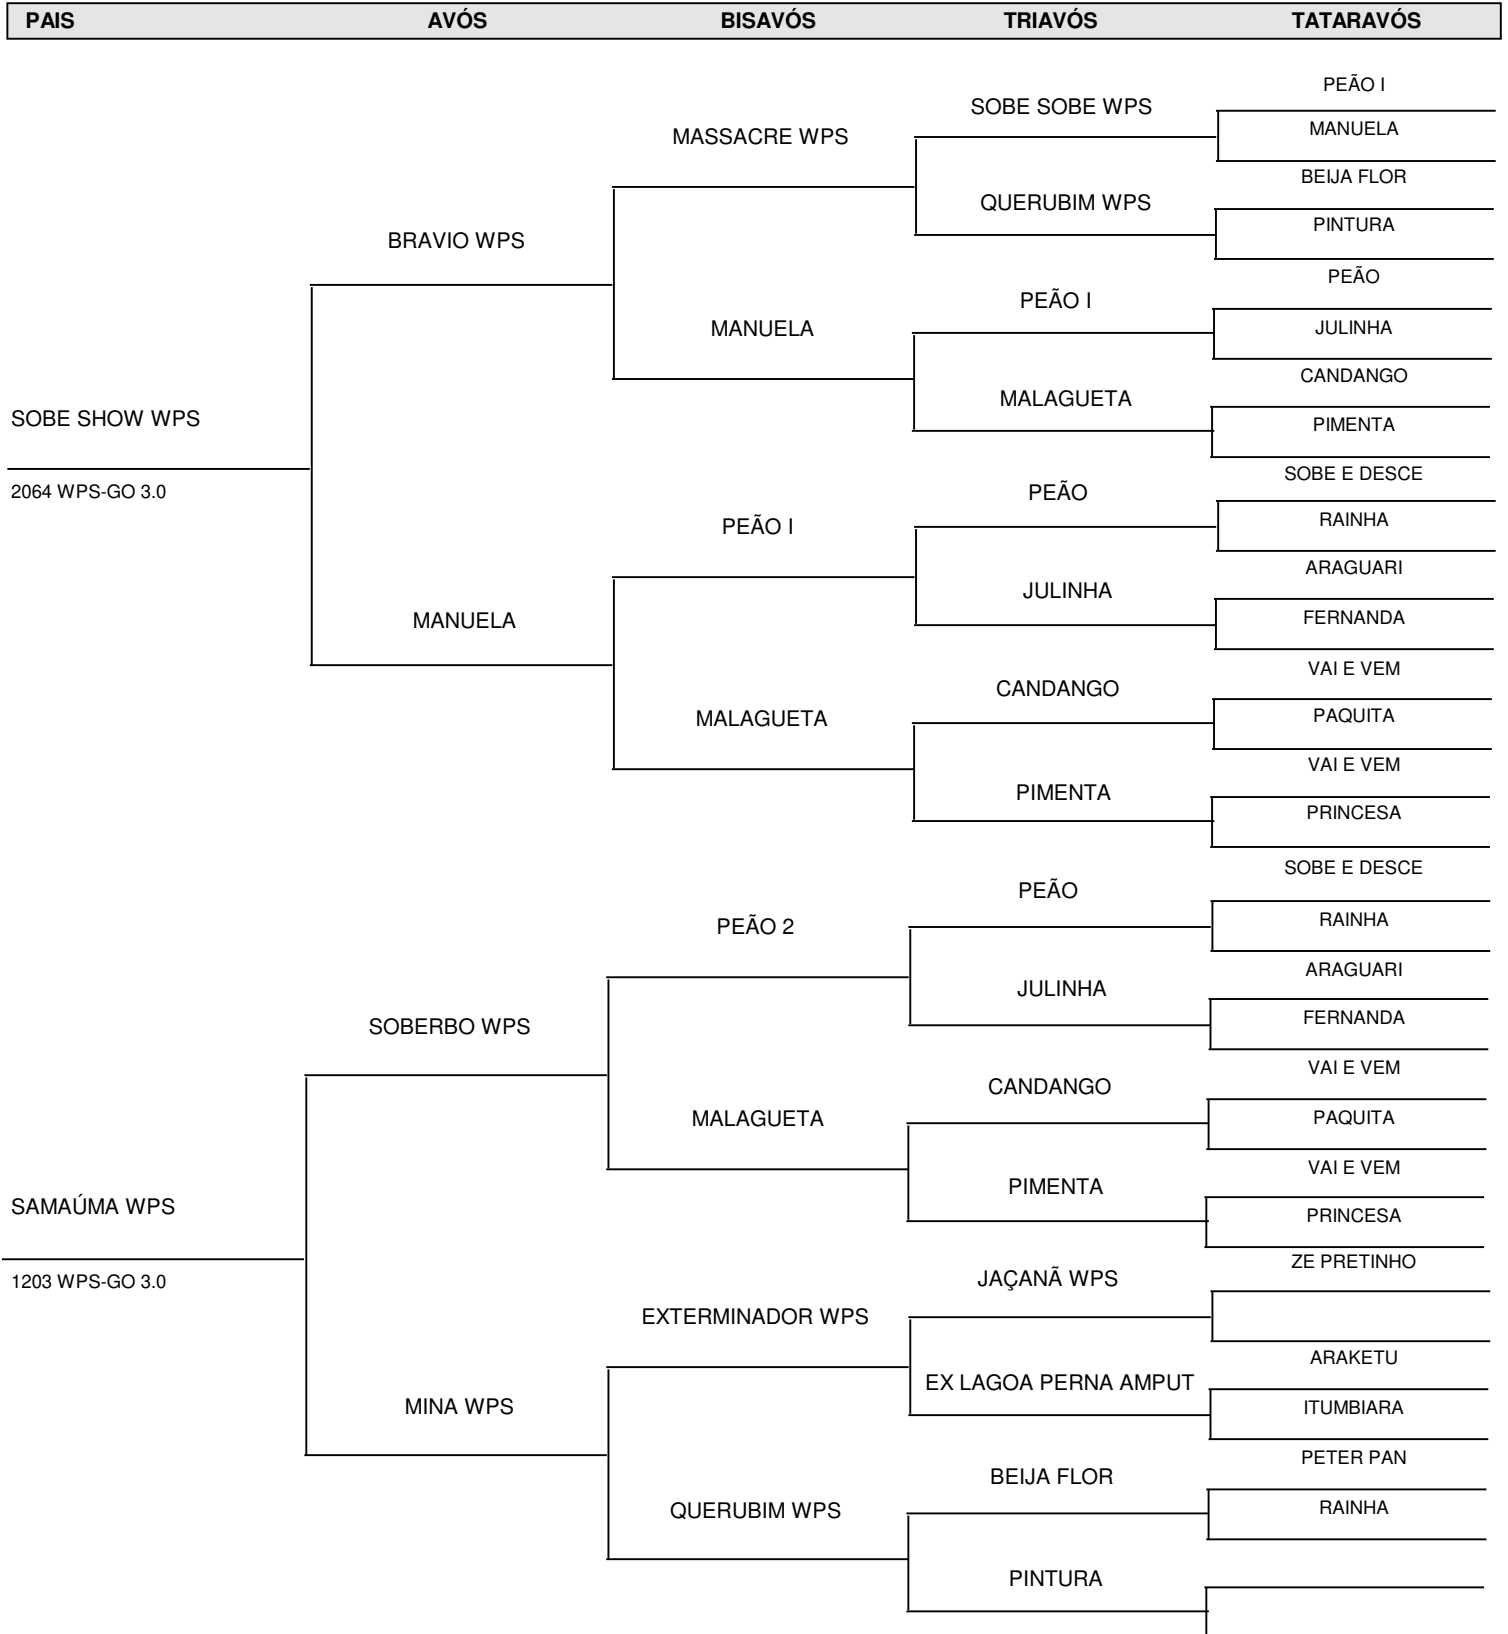 PAIS AVÓS BISAVÓS TRIAVÓS TATARAVÓS
PEÃO I
SOBE SOBE WPS
MANUELA
MASSACRE WPS
BEIJA FLOR
QUERUBIM WPS
PINTURA
BRAVIO WPS
PEÃO
PEÃO I
JULINHA
MANUELA
CANDANGO
MALAGUETA
PIMENTA
SOBE SHOW WPS
SOBE E DESCE
2064 WPS-GO 3.0
PEÃO
RAINHA
PEÃO I
ARAGUARI
JULINHA
FERNANDA
MANUELA
VAI E VEM
CANDANGO
PAQUITA
MALAGUETA
VAI E VEM
PIMENTA
PRINCESA
SOBE E DESCE
PEÃO
RAINHA
PEÃO 2
ARAGUARI
JULINHA
FERNANDA
SOBERBO WPS
VAI E VEM
CANDANGO
PAQUITA
MALAGUETA
VAI E VEM
PIMENTA
SAMAÚMA WPS
PRINCESA
ZE PRETINHO
JAÇANÃ WPS
1203 WPS-GO 3.0
EXTERMINADOR WPS
ARAKETU
EX LAGOA PERNA AMPUT
MINA WPS
ITUMBIARA
PETER PAN
BEIJA FLOR
RAINHA
QUERUBIM WPS
PINTURA